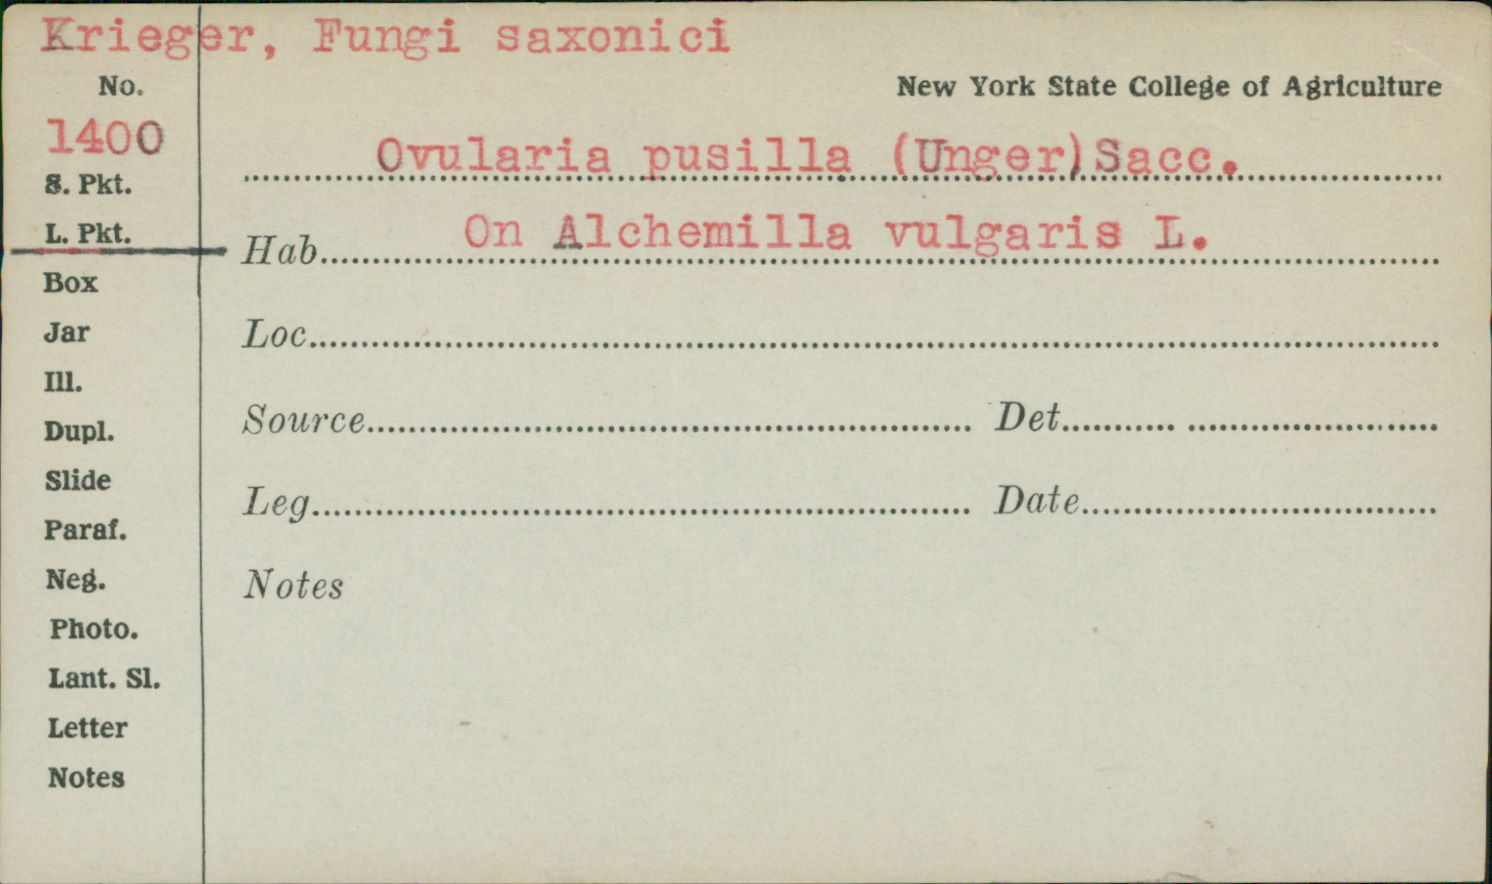 Krieger, Fungi saxonici
No.
New York State College of Agriculture
1400
Ovularia pusilla (Unger)Sacc.
S. Pkt.
L. Pkt.
Hab. On Alchemilla vulgaris L.
Box
Jar
Loc.
Ill.
Dupl.
Source Det.
Slide
Leg. Date
Paraf.
Neg.
Notes
Photo.
Lant. Sl.
Letter
Notes